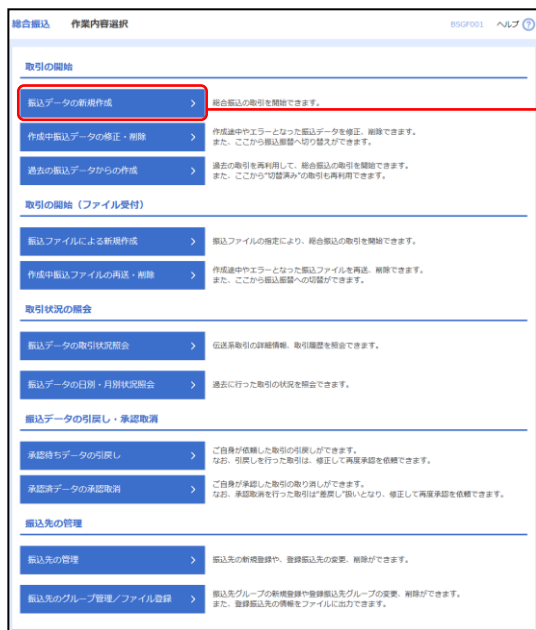 総合振込 作業内容選択 BSGF001 ヘルプ ?
取引の開始
振込データの新規作成 >
総合振込の取引を開始できます。
作成中振込データの修正・削除 >
作成途中やエラーとなった振込データを修正、削除できます。
また、ここから振込振替へ切り替えができます。
過去の振込データからの作成 >
過去の取引を再利用して、総合振込の取引を開始できます。
また、ここから"切替済み"の取引も再利用できます。
取引の開始（ファイル受付）
振込ファイルによる新規作成 >
振込ファイルの指定により、総合振込の取引を開始できます。
作成中振込ファイルの再送・削除 >
作成途中やエラーとなった振込ファイルを再送、削除できます。
また、ここから振込振替への切替ができます。
取引状況の照会
振込データの取引状況照会 >
伝送系取引の詳細情報、取引履歴を照会できます。
振込データの日別・月別状況照会 >
過去に行った取引の状況を照会できます。
振込データの引戻し・承認取消
承認待ちデータの引戻し >
ご自身が依頼した取引の引戻しができます。
なお、引戻しを行った取引は、修正して再度承認を依頼できます。
承認済データの承認取消 >
ご自身が承認した取引の取り消しができます。
なお、承認取消を行った取引は"差戻し"扱いとなり、修正して再度承認を依頼できます。
振込先の管理
振込先の管理 >
振込先の新規登録や、登録振込先の変更、削除ができます。
振込先のグループ管理／ファイル登録 >
振込先グループの新規登録や登録振込先グループの変更、削除ができます。
また、登録振込先の情報をファイルに出力できます。